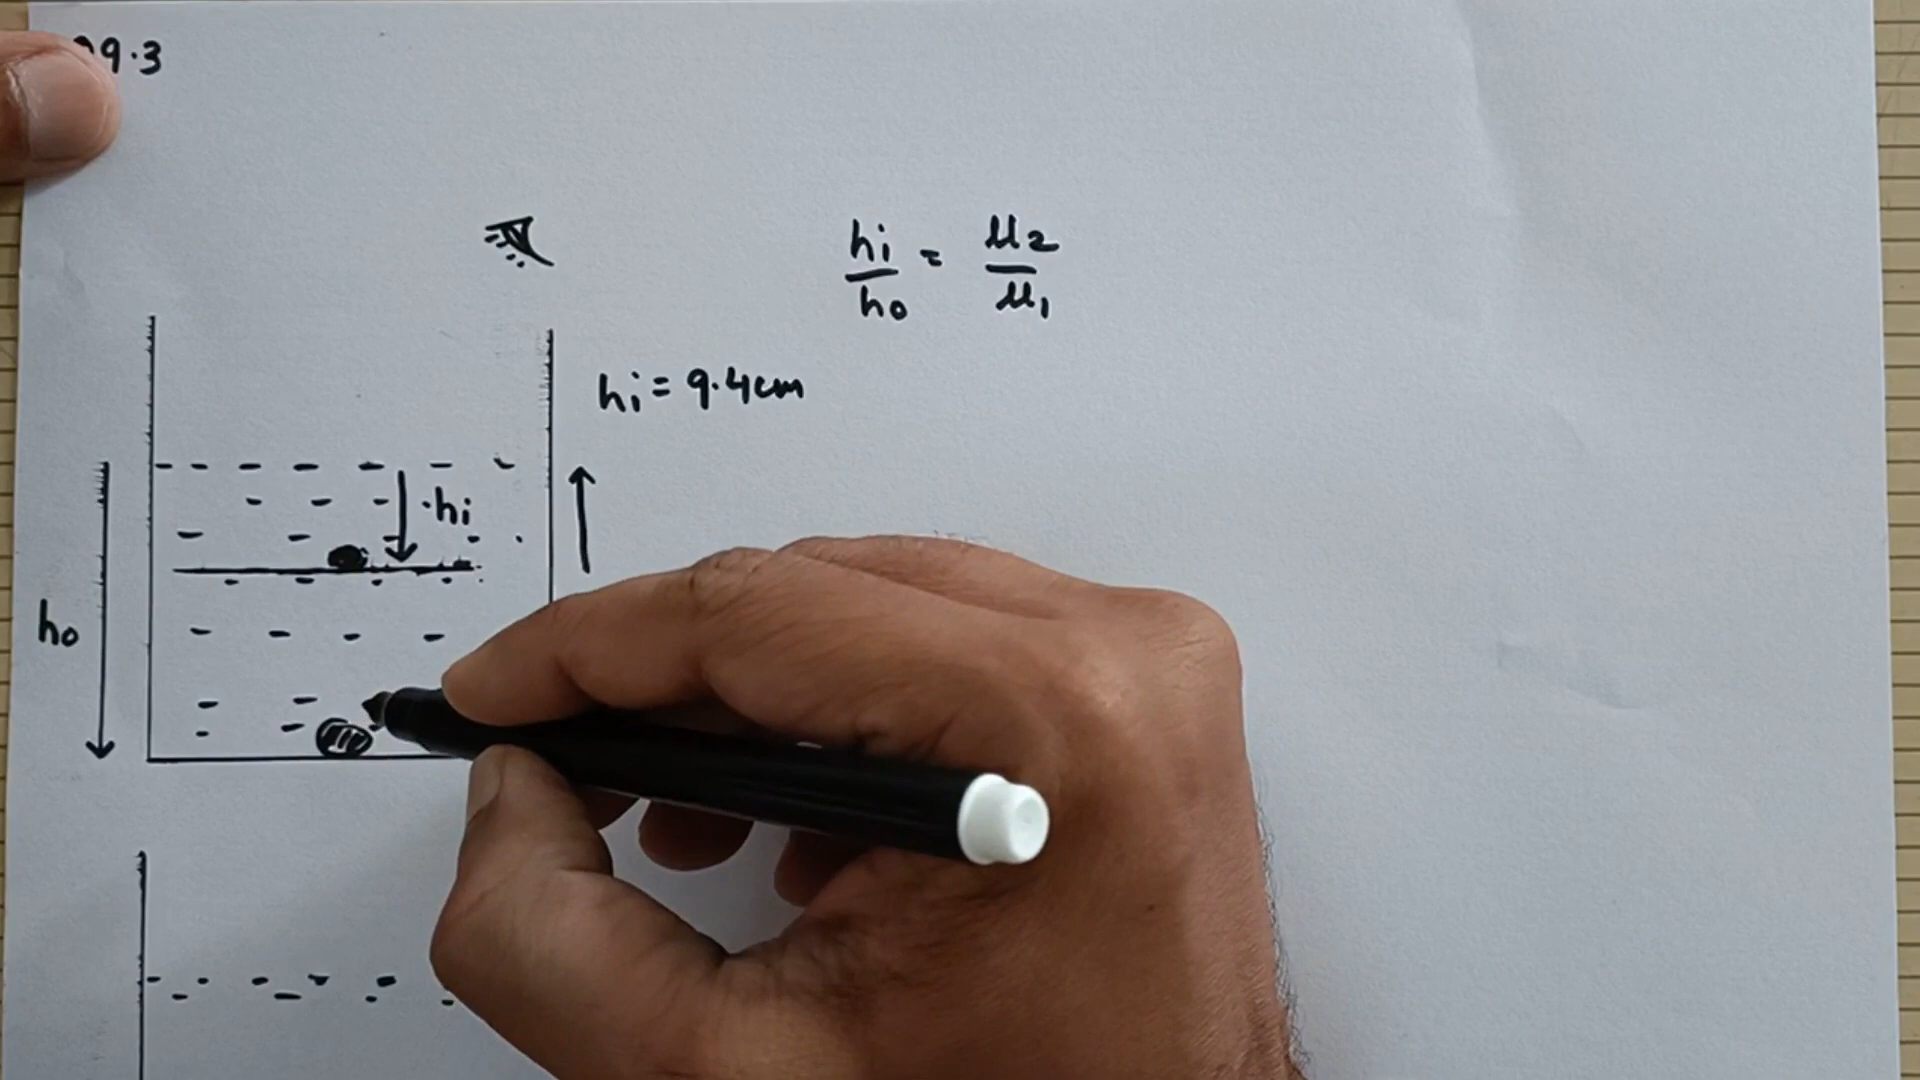 9.3
hi/ho = μ2/μ1
hi = 9.4cm
hi
ho